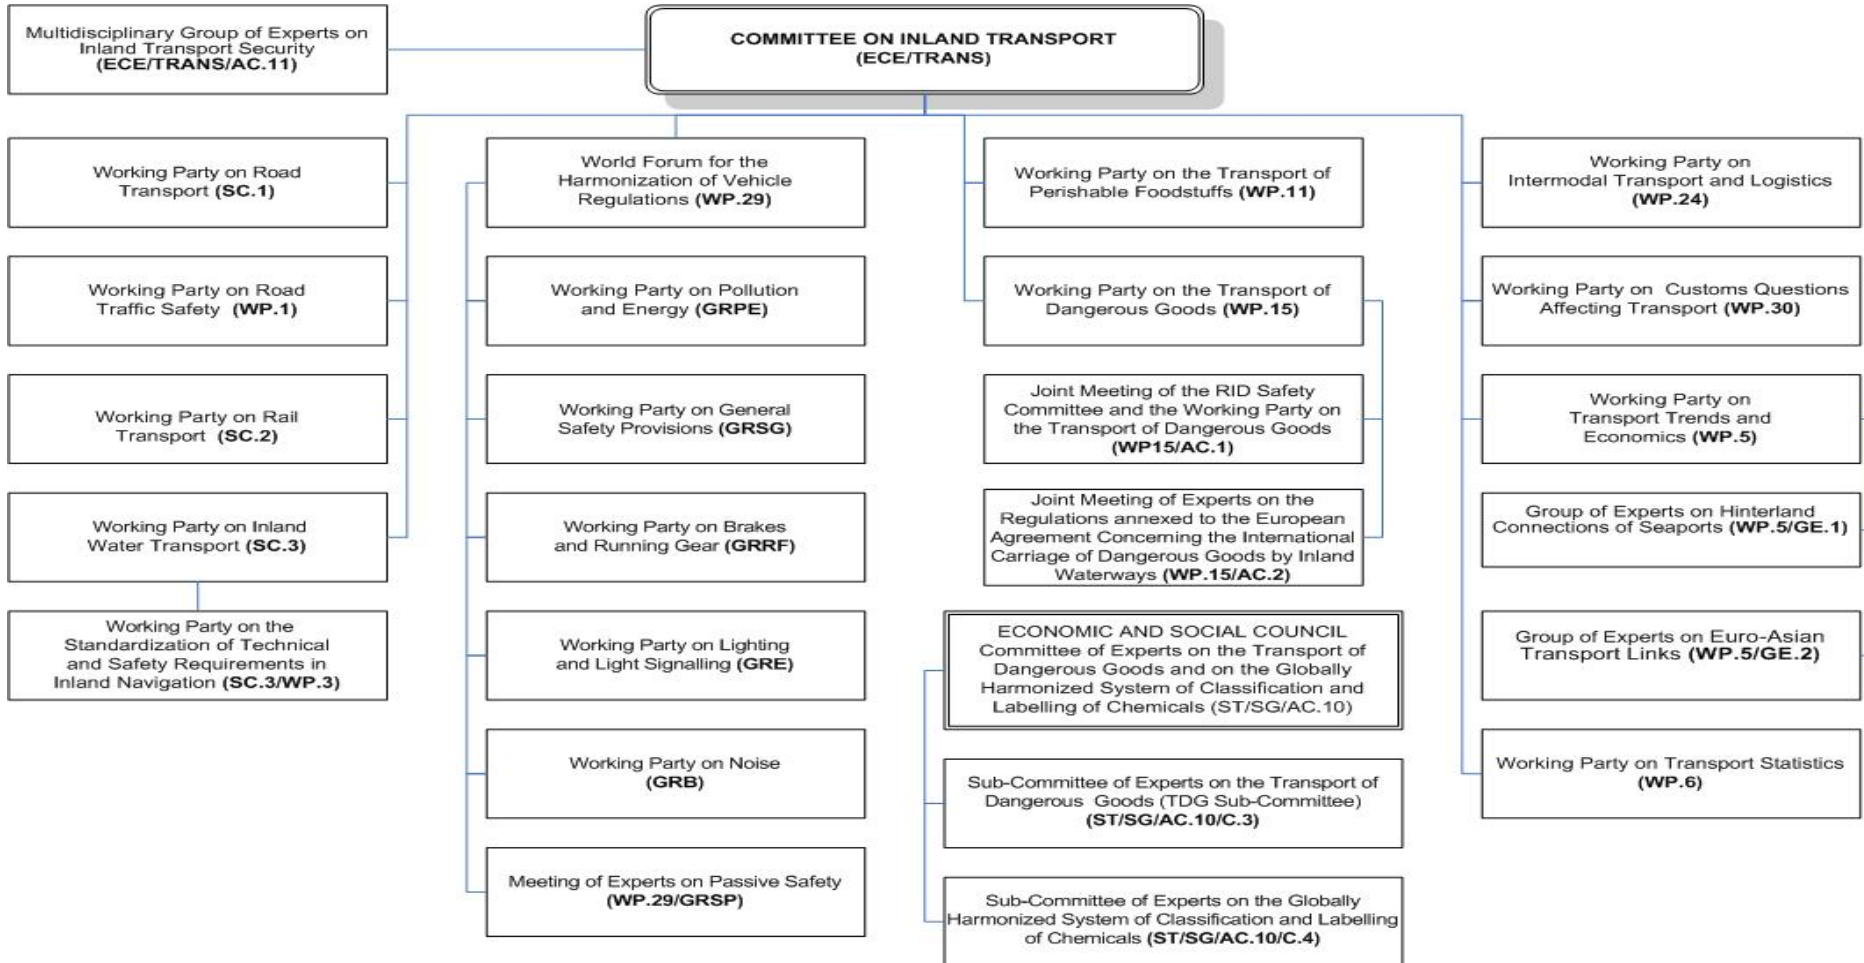 Multidisciplinary Group of Experts on
Inland Transport Security
(ECE/TRANS/AC.11)
COMMITTEE ON INLAND TRANSPORT
(ECE/TRANS)
Working Party on Road
Transport (SC.1)
Working Party on Road
Traffic Safety (WP.1)
Working Party on Rail
Transport (SC.2)
Working Party on Inland
Water Transport (SC.3)
Working Party on the
Standardization of Technical
and Safety Requirements in
Inland Navigation (SC.3/WP.3)
World Forum for the
Harmonization of Vehicle
Regulations (WP.29)
Working Party on Pollution
and Energy (GRPE)
Working Party on General
Safety Provisions (GRSG)
Working Party on Brakes
and Running Gear (GRRF)
Working Party on Lighting
and Light Signalling (GRE)
Working Party on Noise
(GRB)
Meeting of Experts on Passive Safety
(WP.29/GRSP)
Working Party on the Transport of
Perishable Foodstuffs (WP.11)
Working Party on the Transport of
Dangerous Goods (WP.15)
Joint Meeting of the RID Safety
Committee and the Working Party on
the Transport of Dangerous Goods
(WP15/AC.1)
Joint Meeting of Experts on the
Regulations annexed to the European
Agreement Concerning the International
Carriage of Dangerous Goods by Inland
Waterways (WP.15/AC.2)
ECONOMIC AND SOCIAL COUNCIL
Committee of Experts on the Transport of
Dangerous Goods and on the Globally
Harmonized System of Classification and
Labelling of Chemicals (ST/SG/AC.10)
Sub-Committee of Experts on the Transport of
Dangerous Goods (TDG Sub-Committee)
(ST/SG/AC.10/C.3)
Sub-Committee of Experts on the Globally
Harmonized System of Classification and Labelling
of Chemicals (ST/SG/AC.10/C.4)
Working Party on
Intermodal Transport and Logistics
(WP.24)
Working Party on Customs Questions
Affecting Transport (WP.30)
Working Party on
Transport Trends and
Economics (WP.5)
Group of Experts on Hinterland
Connections of Seaports (WP.5/GE.1)
Group of Experts on Euro-Asian
Transport Links (WP.5/GE.2)
Working Party on Transport Statistics
(WP.6)